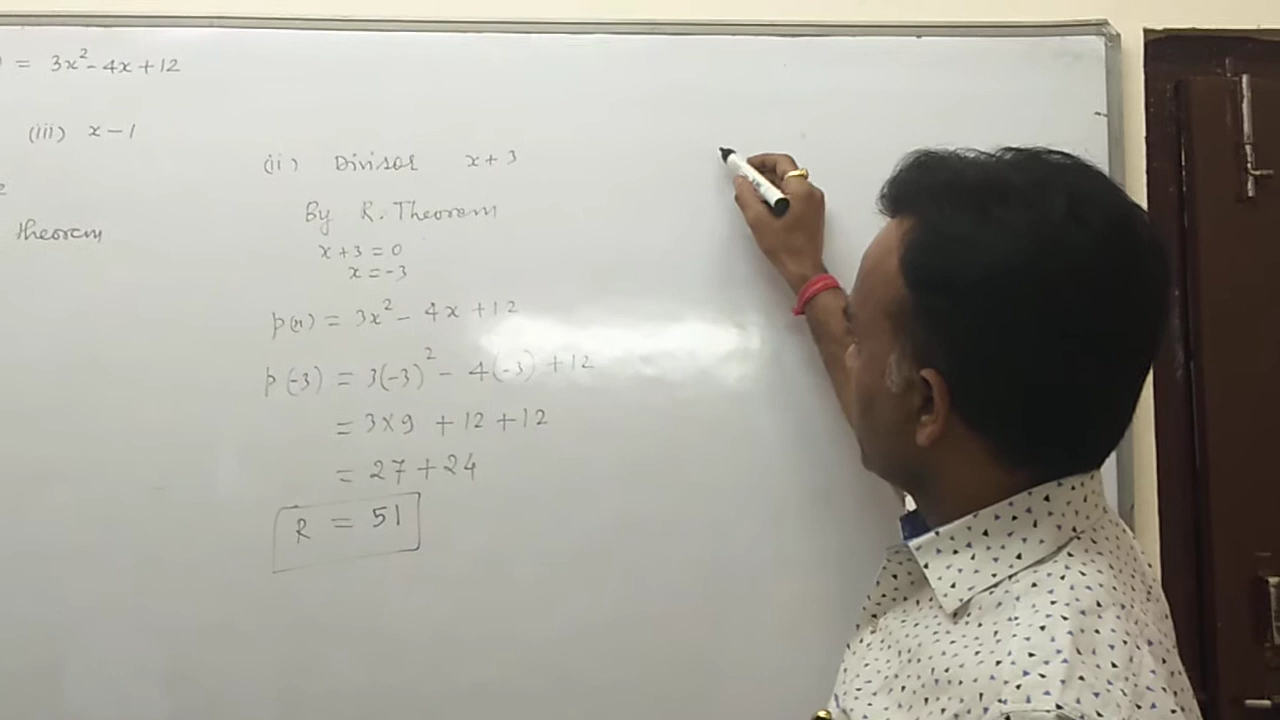 ) = 3x² - 4x + 12
(iii) x - 1
theorem
(ii) Divisor x + 3
By R. Theorem
x + 3 = 0
x = -3
p(x) = 3x² - 4x + 12
p(-3) = 3(-3)² - 4(-3) + 12
= 3×9 + 12 + 12
= 27 + 24
R = 51